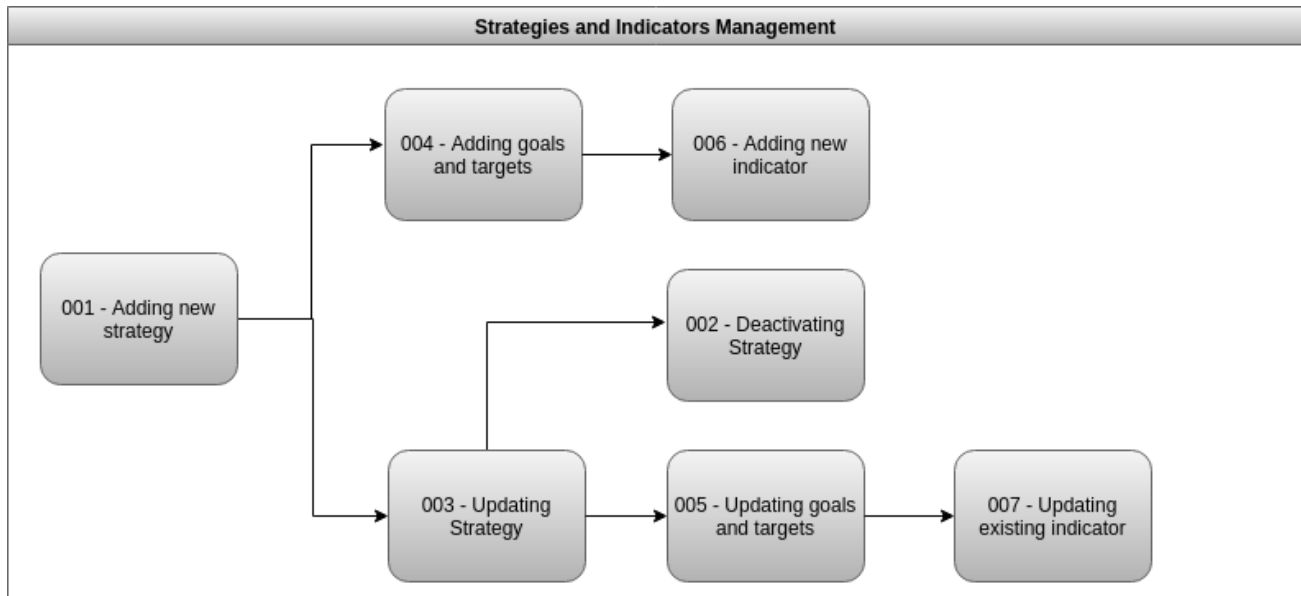 Strategies and Indicators Management
004 - Adding goals
and targets
006 - Adding new
indicator
001 - Adding new
strategy
002 - Deactivating
Strategy
003 - Updating
Strategy
005 - Updating goals
and targets
007 - Updating
existing indicator